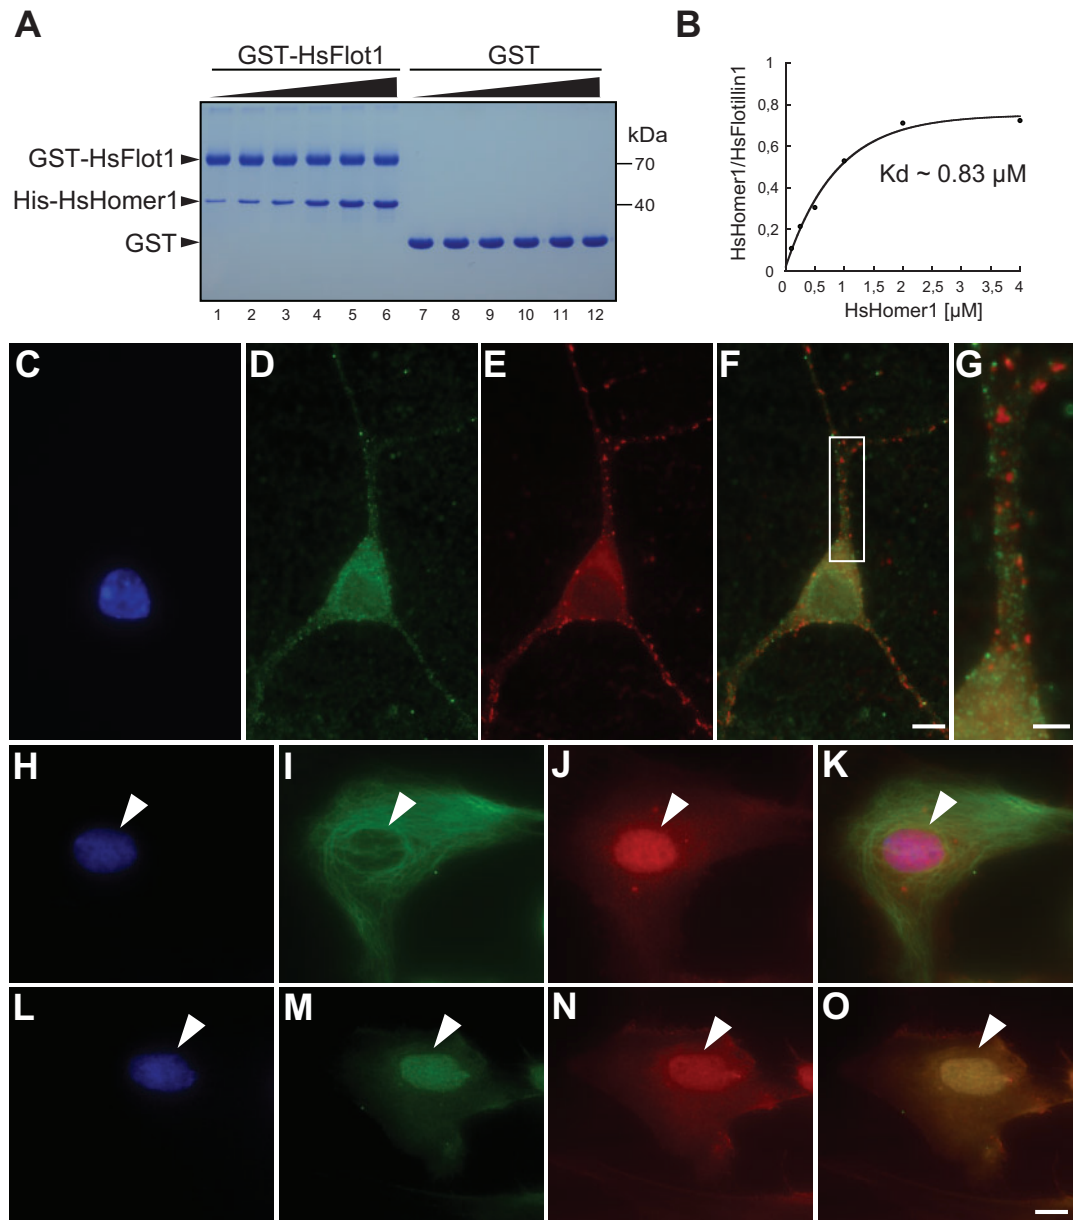 A
B
GST-HsFlot1
GST
kDa
GST-HsFlot1
70
His-HsHomer1
40
GST
1 2 3 4 5 6 7 8 9 10 11 12
HsHomer1/HsFlotillin1
1
0,8
0,6
0,4
0,2
0
Kd ~ 0.83 µM
0 0,5 1 1,5 2 2,5 3 3,5 4
HsHomer1 [µM]
C
D
E
F
G
H
I
J
K
L
M
N
O